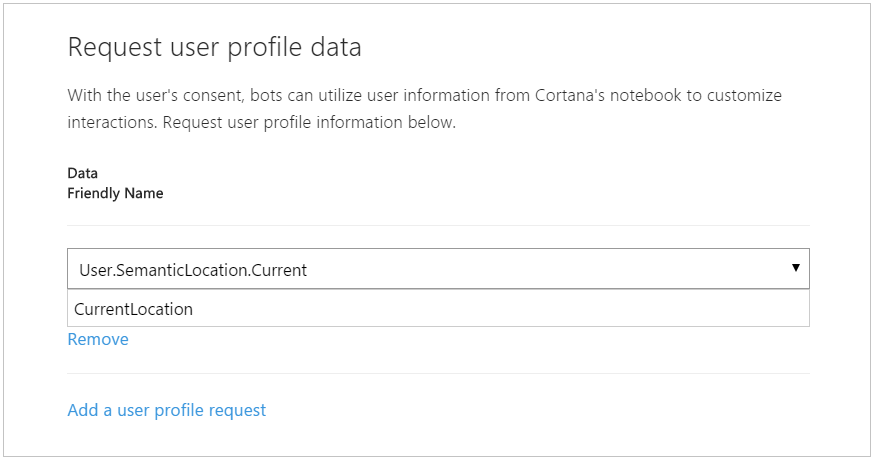 Request user profile data
With the user's consent, bots can utilize user information from Cortana's notebook to customize
interactions. Request user profile information below.
Data
Friendly Name
User.SemanticLocation.Current
CurrentLocation
Remove
Add a user profile request